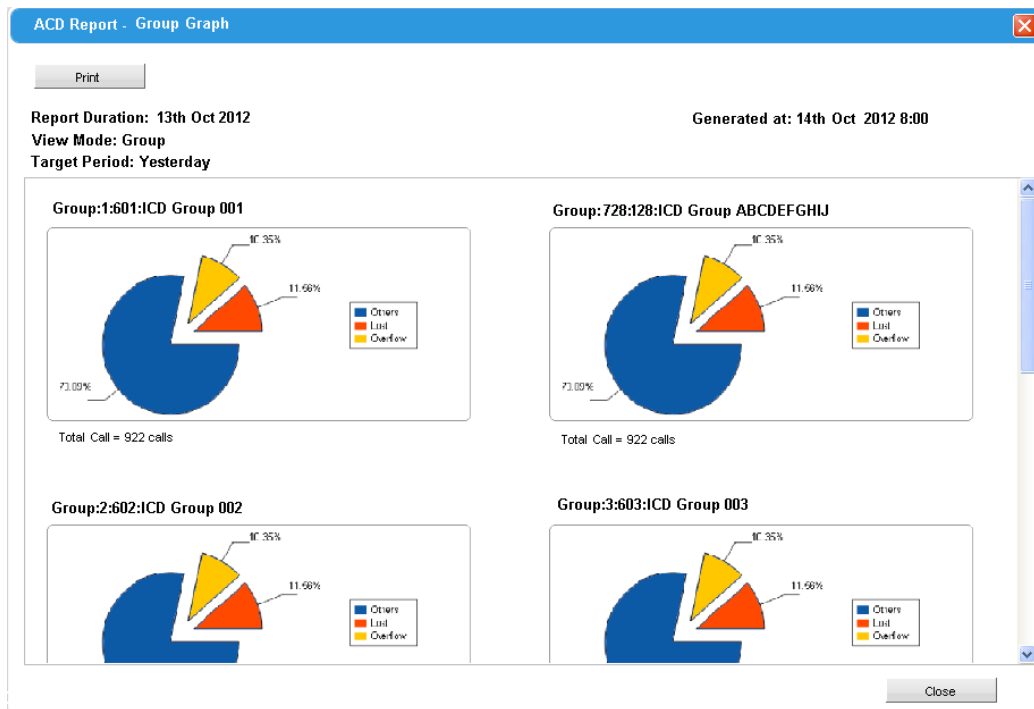 ACD Report - Group Graph
Print
Report Duration: 13th Oct 2012
Generated at: 14th Oct 2012 8:00
View Mode: Group
Target Period: Yesterday
Group:1:601:ICD Group 001
10.35%
11.56%
Others
Lost
Overflow
Total Call = 922 calls
Group:728:128:ICD Group ABCDEFGHIJ
10.35%
11.56%
Others
Lost
Overflow
Total Call = 922 calls
Group:2:602:ICD Group 002
10.35%
11.56%
Others
Lost
Overflow
Group:3:603:ICD Group 003
10.35%
11.56%
Others
Lost
Overflow
Close